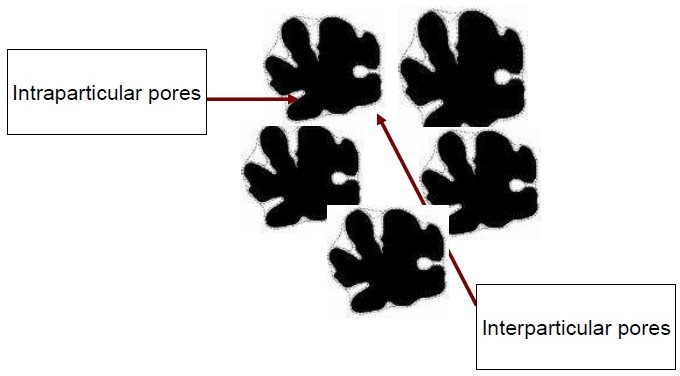 Intraparticular pores
Interparticular pores